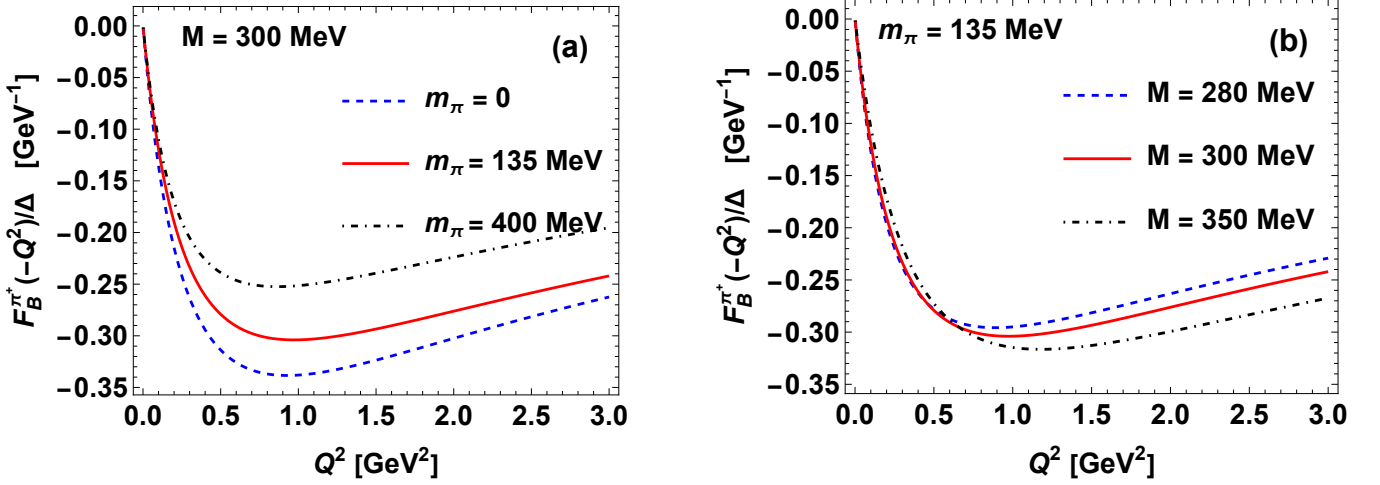 M = 300 MeV
(a)
m_π = 0
m_π = 135 MeV
m_π = 400 MeV
F_B^{π⁺}(−Q²)/Δ [GeV⁻¹]
0.00
−0.05
−0.10
−0.15
−0.20
−0.25
−0.30
−0.35
0.0 0.5 1.0 1.5 2.0 2.5 3.0
Q² [GeV²]
m_π = 135 MeV
(b)
M = 280 MeV
M = 300 MeV
M = 350 MeV
F_B^{π⁺}(−Q²)/Δ [GeV⁻¹]
0.00
−0.05
−0.10
−0.15
−0.20
−0.25
−0.30
−0.35
0.0 0.5 1.0 1.5 2.0 2.5 3.0
Q² [GeV²]